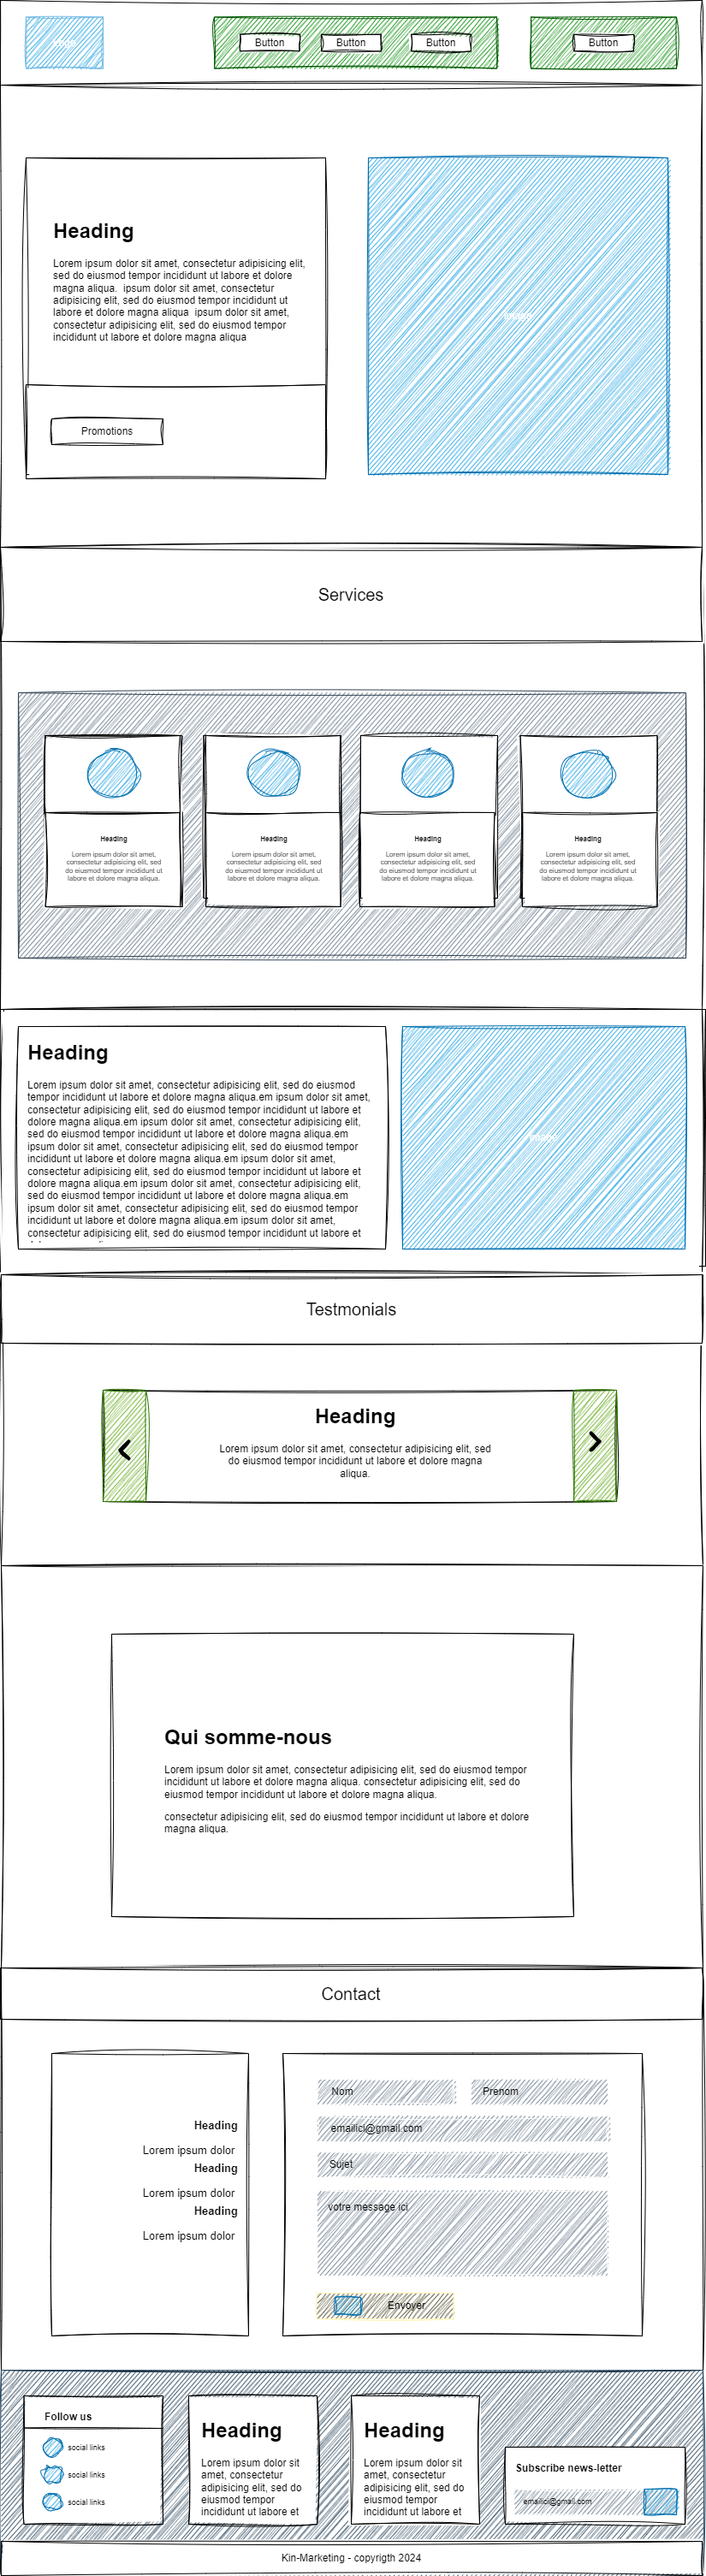 Logo
Button
Button
Button
Button
Heading
Lorem ipsum dolor sit amet, consectetur adipisicing elit,
sed do eiusmod tempor incididunt ut labore et dolore
magna aliqua.  ipsum dolor sit amet, consectetur
adipisicing elit, sed do eiusmod tempor incididunt ut
labore et dolore magna aliqua  ipsum dolor sit amet,
consectetur adipisicing elit, sed do eiusmod tempor
incididunt ut labore et dolore magna aliqua
Promotions
image
Services
Heading
Lorem ipsum dolor sit amet,
consectetur adipisicing elit, sed
do eiusmod tempor incididunt ut
labore et dolore magna aliqua.
Heading
Lorem ipsum dolor sit amet,
consectetur adipisicing elit, sed
do eiusmod tempor incididunt ut
labore et dolore magna aliqua.
Heading
Lorem ipsum dolor sit amet,
consectetur adipisicing elit, sed
do eiusmod tempor incididunt ut
labore et dolore magna aliqua.
Heading
Lorem ipsum dolor sit amet,
consectetur adipisicing elit, sed
do eiusmod tempor incididunt ut
labore et dolore magna aliqua.
Heading
Lorem ipsum dolor sit amet, consectetur adipisicing elit, sed do eiusmod
tempor incididunt ut labore et dolore magna aliqua.em ipsum dolor sit amet,
consectetur adipisicing elit, sed do eiusmod tempor incididunt ut labore et
dolore magna aliqua.em ipsum dolor sit amet, consectetur adipisicing elit,
sed do eiusmod tempor incididunt ut labore et dolore magna aliqua.em
ipsum dolor sit amet, consectetur adipisicing elit, sed do eiusmod tempor
incididunt ut labore et dolore magna aliqua.em ipsum dolor sit amet,
consectetur adipisicing elit, sed do eiusmod tempor incididunt ut labore et
dolore magna aliqua.em ipsum dolor sit amet, consectetur adipisicing elit,
sed do eiusmod tempor incididunt ut labore et dolore magna aliqua.em
ipsum dolor sit amet, consectetur adipisicing elit, sed do eiusmod tempor
incididunt ut labore et dolore magna aliqua.em ipsum dolor sit amet,
consectetur adipisicing elit, sed do eiusmod tempor incididunt ut labore et
image
Testmonials
Heading
Lorem ipsum dolor sit amet, consectetur adipisicing elit, sed
do eiusmod tempor incididunt ut labore et dolore magna
aliqua.
Qui somme-nous
Lorem ipsum dolor sit amet, consectetur adipisicing elit, sed do eiusmod tempor
incididunt ut labore et dolore magna aliqua. consectetur adipisicing elit, sed do
eiusmod tempor incididunt ut labore et dolore magna aliqua.
consectetur adipisicing elit, sed do eiusmod tempor incididunt ut labore et dolore
magna aliqua.
Contact
Heading
Lorem ipsum dolor
Heading
Lorem ipsum dolor
Heading
Lorem ipsum dolor
Nom
Prenom
emailici@gmail.com
Sujet
votre message ici
Envoyer
Follow us
social links
social links
social links
Heading
Lorem ipsum dolor sit
amet, consectetur
adipisicing elit, sed do
eiusmod tempor
incididunt ut labore et
Heading
Lorem ipsum dolor sit
amet, consectetur
adipisicing elit, sed do
eiusmod tempor
incididunt ut labore et
Subscribe news-letter
emailici@gmail.com
Kin-Marketing - copyrigth 2024